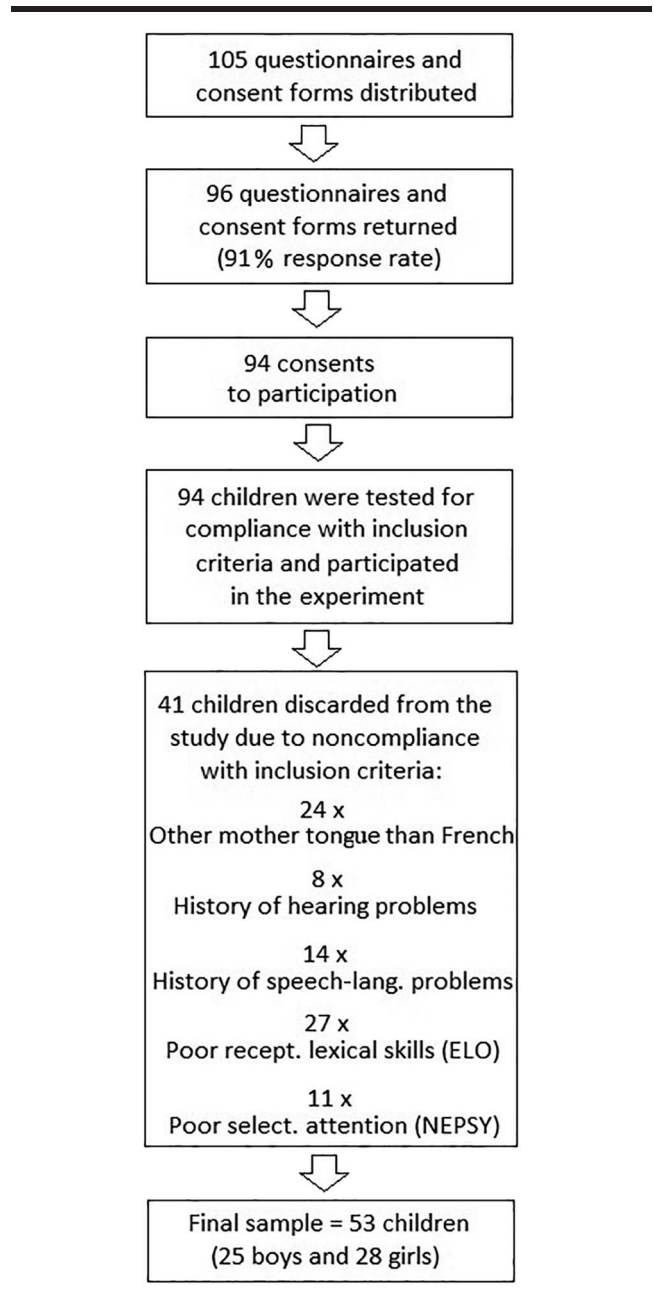 105 questionnaires and
consent forms distributed
96 questionnaires and
consent forms returned
(91% response rate)
94 consents
to participation
94 children were tested for
compliance with inclusion
criteria and participated
in the experiment
41 children discarded from the
study due to noncompliance
with inclusion criteria:
24 x
Other mother tongue than French
8 x
History of hearing problems
14 x
History of speech-lang. problems
27 x
Poor recept. lexical skills (ELO)
11 x
Poor select. attention (NEPSY)
Final sample = 53 children
(25 boys and 28 girls)